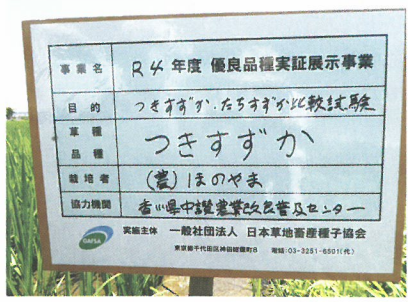 事業名 R4年度 優良品種実証展示事業
目的 つきすずか.たちすずか比較試験
草種品種 つきすずか
栽培者 (農)ほのやま
協力機関 香川県中讃農業改良普及センター
実施主体 一般社団法人 日本草地畜産種子協会
東京都千代田区神田紺屋町8 電話:03-3251-6501(代)